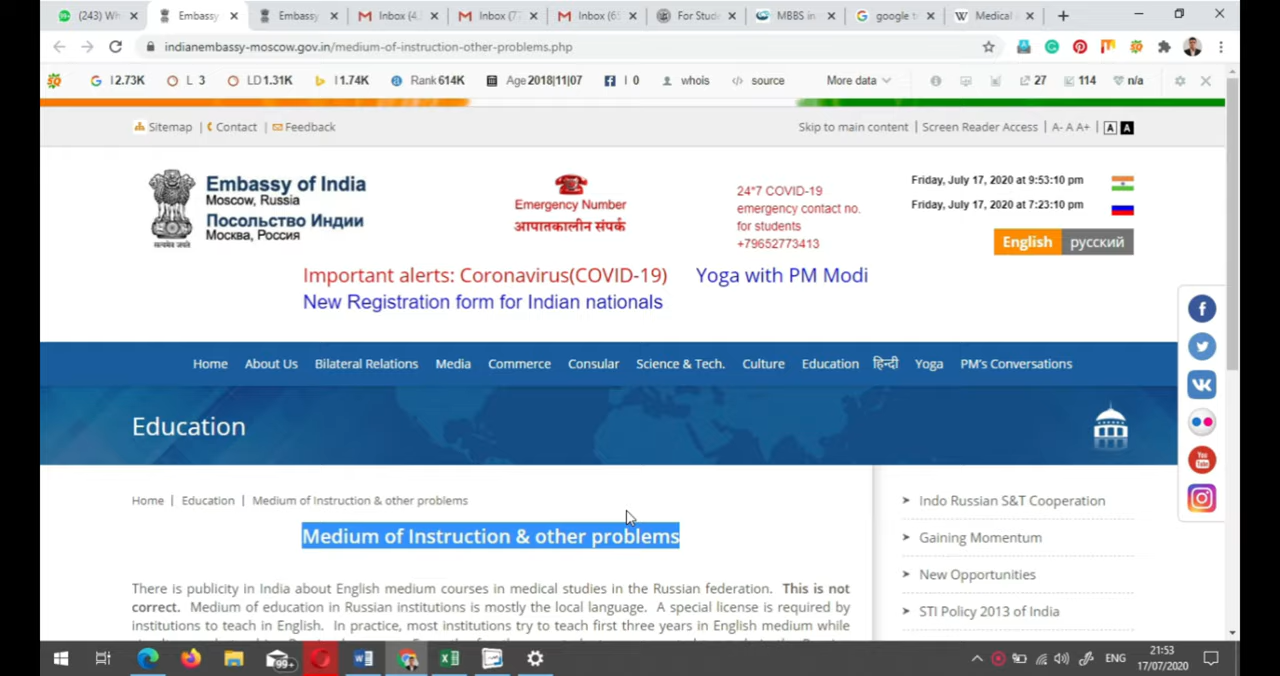 (243) Wh
Embassy
Embassy
Inbox (4,
Inbox (7
Inbox (6
For Stud
MBBS in
google t
Medical
indianembassy-moscow.gov.in/medium-of-instruction-other-problems.php
I 2.73K
L 3
LD 1.31K
I 1.74K
Rank 614K
Age 2018|11|07
I 0
whois
source
More data
27
114
n/a
Sitemap | Contact | Feedback
Skip to main content | Screen Reader Access | A- A A+ | A A
Embassy of India
Moscow, Russia
Посольство Индии
Москва, Россия
सत्यमेव जयते
Emergency Number
आपातकालीन संपर्क
24*7 COVID-19
emergency contact no.
for students
+79652773413
Friday, July 17, 2020 at 9:53:10 pm
Friday, July 17, 2020 at 7:23:10 pm
English русский
Important alerts: Coronavirus(COVID-19) Yoga with PM Modi
New Registration form for Indian nationals
Home About Us Bilateral Relations Media Commerce Consular Science & Tech. Culture Education हिन्दी Yoga PM's Conversations
Education
Home | Education | Medium of Instruction & other problems
Medium of Instruction & other problems
There is publicity in India about English medium courses in medical studies in the Russian federation. This is not
correct. Medium of education in Russian institutions is mostly the local language. A special license is required by
institutions to teach in English. In practice, most institutions try to teach first three years in English medium while
Indo Russian S&T Cooperation
Gaining Momentum
New Opportunities
STI Policy 2013 of India
You
Tube
99+
ENG
21:53
17/07/2020